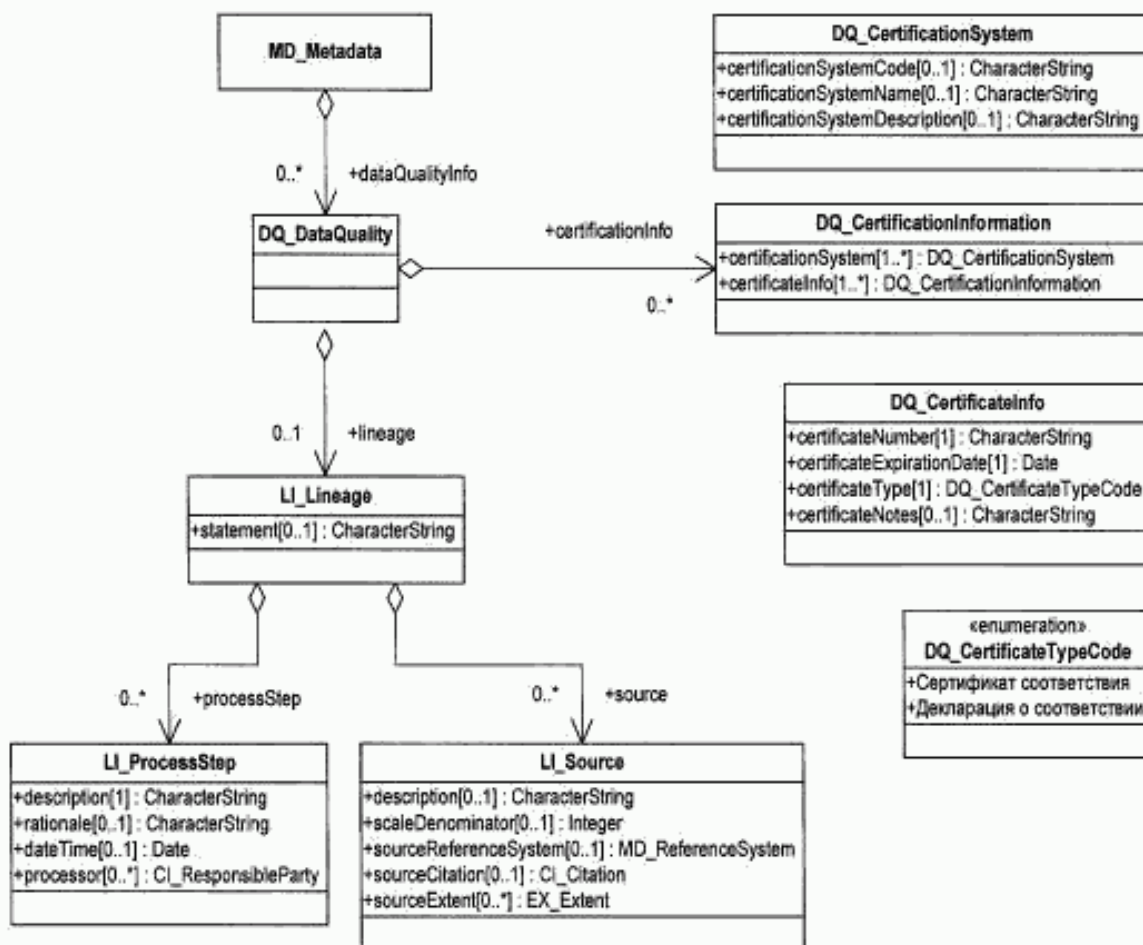 MD_Metadata
0..*
+dataQualityInfo
DQ_DataQuality
+certificationInfo
0..*
DQ_CertificationSystem
+certificationSystemCode[0..1] : CharacterString
+certificationSystemName[0..1] : CharacterString
+certificationSystemDescription[0..1] : CharacterString
DQ_CertificationInformation
+certificationSystem[1..*] : DQ_CertificationSystem
+certificateInfo[1..*] : DQ_CertificationInformation
0..1
+lineage
LI_Lineage
+statement[0..1] : CharacterString
DQ_CertificateInfo
+certificateNumber[1] : CharacterString
+certificateExpirationDate[1] : Date
+certificateType[1] : DQ_CertificateTypeCode
+certificateNotes[0..1] : CharacterString
«enumeration»
DQ_CertificateTypeCode
+Сертификат соответствия
+Декларация о соответствии
0..*
+processStep
0..*
+source
LI_ProcessStep
+description[1] : CharacterString
+rationale[0..1] : CharacterString
+dateTime[0..1] : Date
+processor[0..*] : CI_ResponsibleParty
LI_Source
+description[0..1] : CharacterString
+scaleDenominator[0..1] : Integer
+sourceReferenceSystem[0..1] : MD_ReferenceSystem
+sourceCitation[0..1] : CI_Citation
+sourceExtent[0..*] : EX_Extent